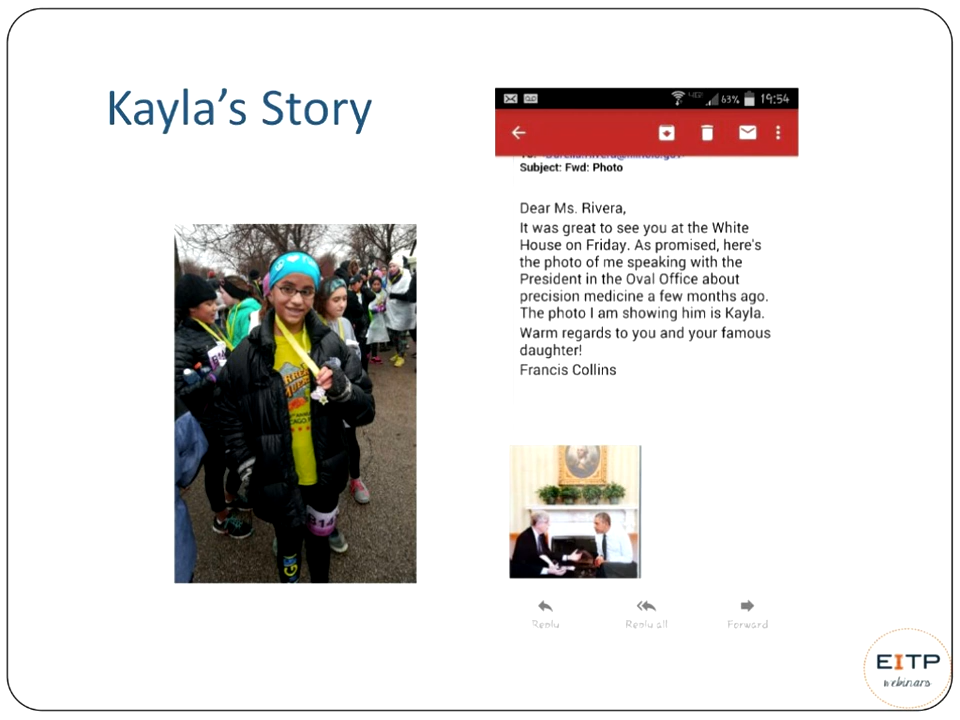 Kayla's Story
63% 19:54
Subject: Fwd: Photo
Dear Ms. Rivera,
It was great to see you at the White
House on Friday. As promised, here's
the photo of me speaking with the
President in the Oval Office about
precision medicine a few months ago.
The photo I am showing him is Kayla.
Warm regards to you and your famous
daughter!
Francis Collins
Reply Reply all Forward
EITP
webinars